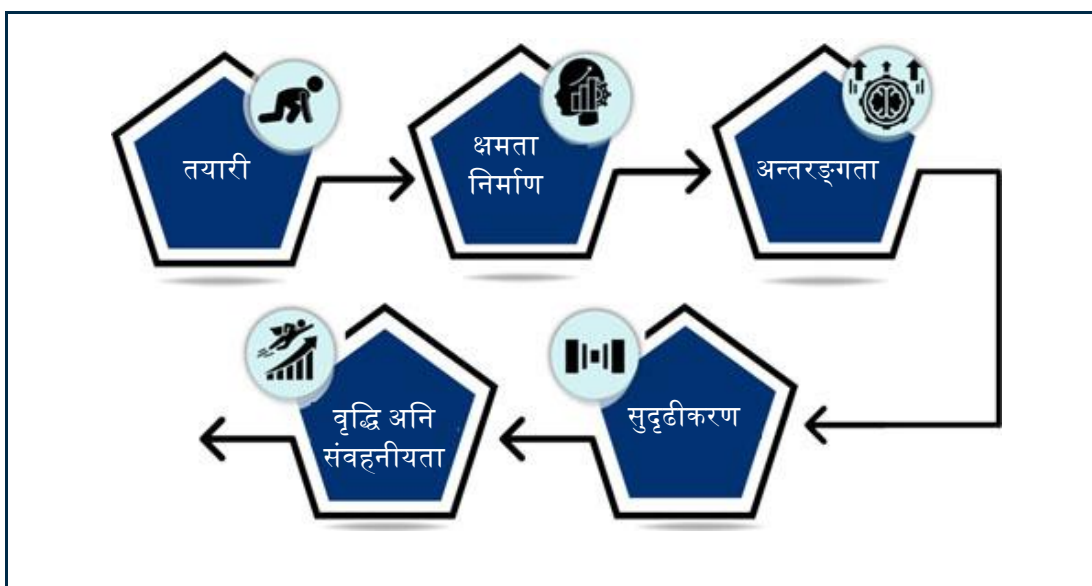 तयारी
क्षमता
निर्माण
अन्तरङ्गता
सुदृढीकरण
वृद्धि अनि
संवहनीयता